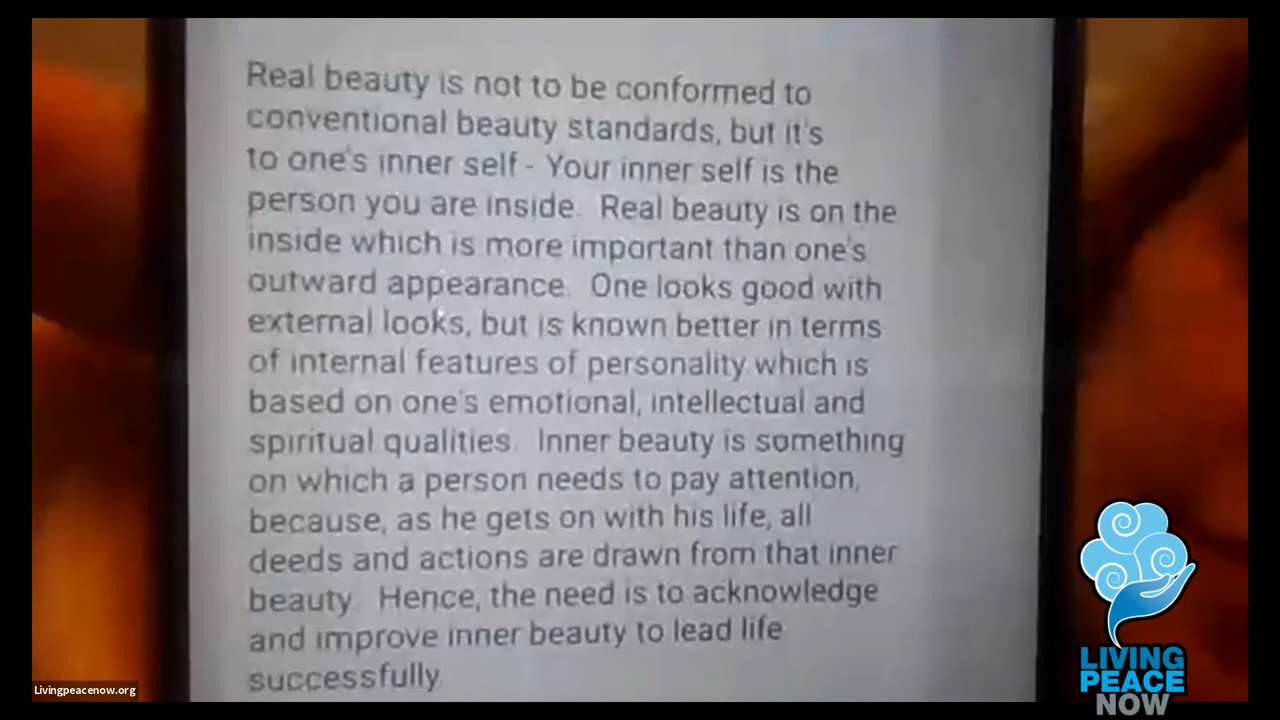 Real beauty is not to be conformed to
conventional beauty standards, but it's
to one's inner self - Your inner self is the
person you are inside. Real beauty is on the
inside which is more important than one's
outward appearance. One looks good with
external looks, but is known better in terms
of internal features of personality which is
based on one's emotional, intellectual and
spiritual qualities. Inner beauty is something
on which a person needs to pay attention,
because, as he gets on with his life, all
deeds and actions are drawn from that inner
beauty. Hence, the need is to acknowledge
and improve inner beauty to lead life
successfully
Livingpeacenow.org
LIVING
PEACE
NOW